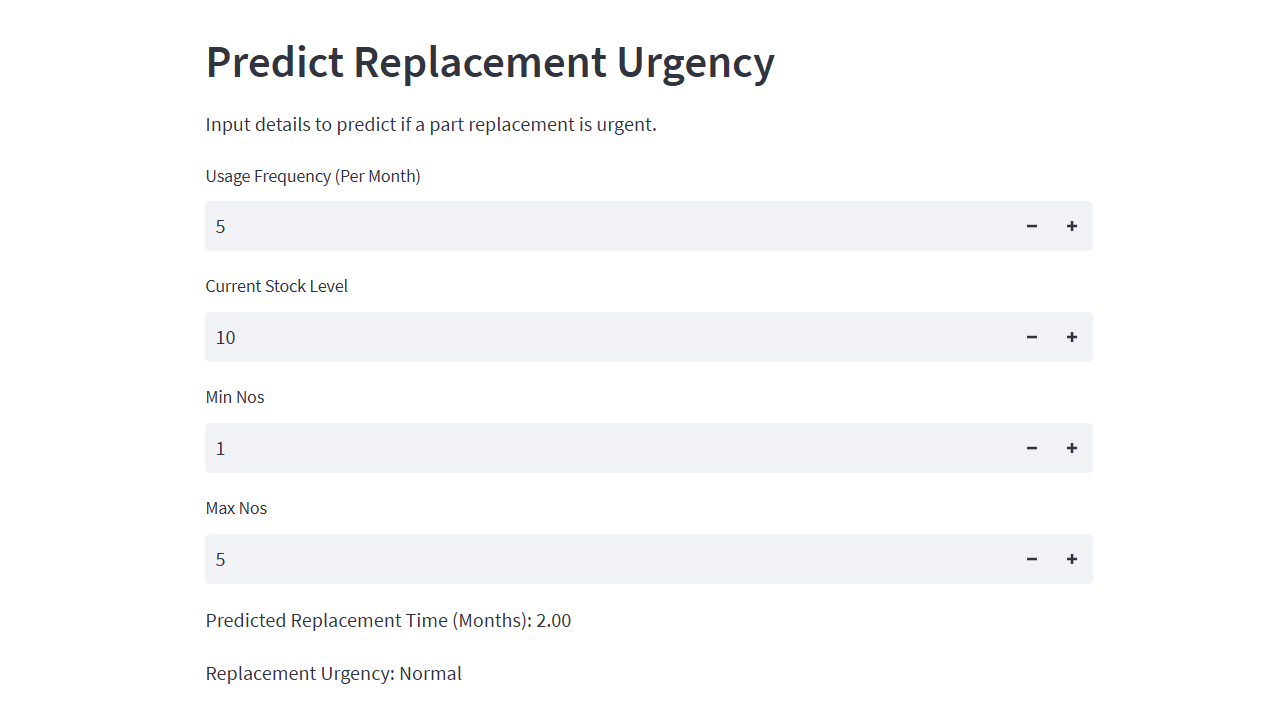 Predict Replacement Urgency
Input details to predict if a part replacement is urgent.
Usage Frequency (Per Month)
5
Current Stock Level
10
Min Nos
1
Max Nos
5
Predicted Replacement Time (Months): 2.00
Replacement Urgency: Normal